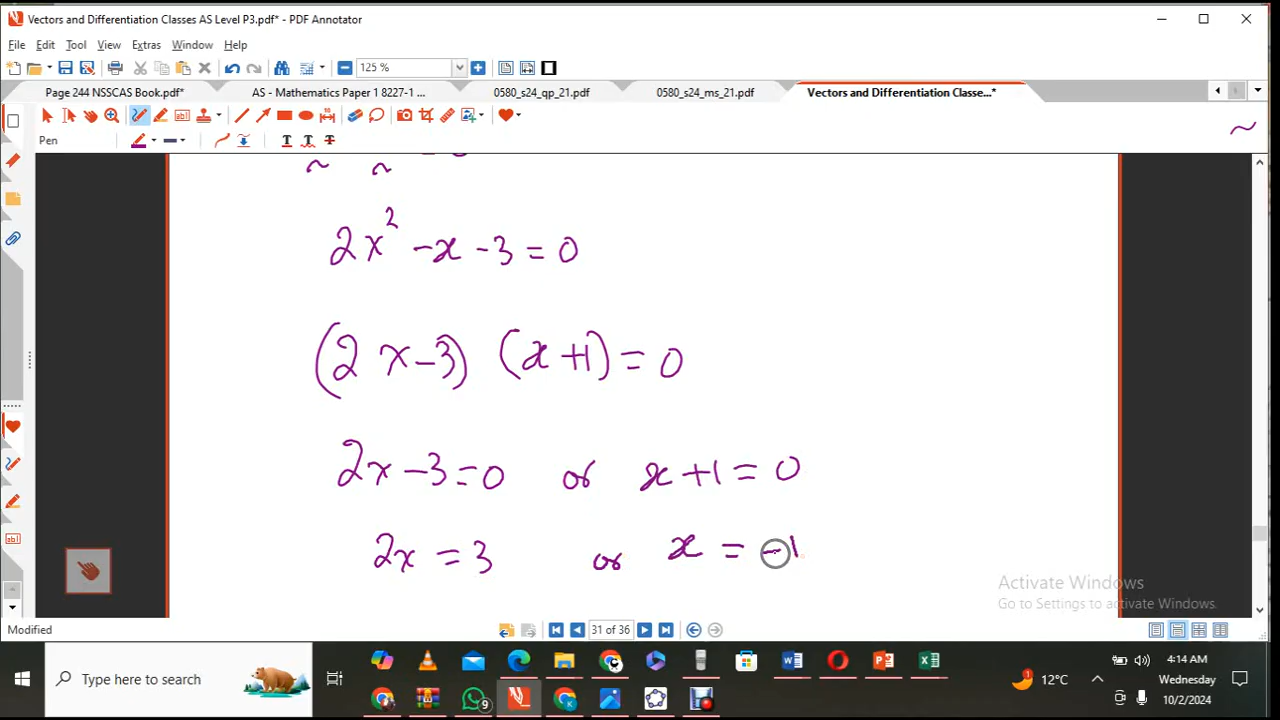 Vectors and Differentiation Classes AS Level P3.pdf* - PDF Annotator
File Edit Tool View Extras Window Help
125 %
Page 244 NSSCAS Book.pdf* AS - Mathematics Paper 1 8227-1 ... 0580_s24_qp_21.pdf 0580_s24_ms_21.pdf Vectors and Differentiation Classe...*
Pen
2x² -x -3 = 0
(2x-3) (x+1) = 0
2x-3=0 or x+1=0
2x = 3 or x = -1
Activate Windows
Go to Settings to activate Windows.
Modified 31 of 36
Type here to search 12°C 4:14 AM
Wednesday
9 10/2/2024